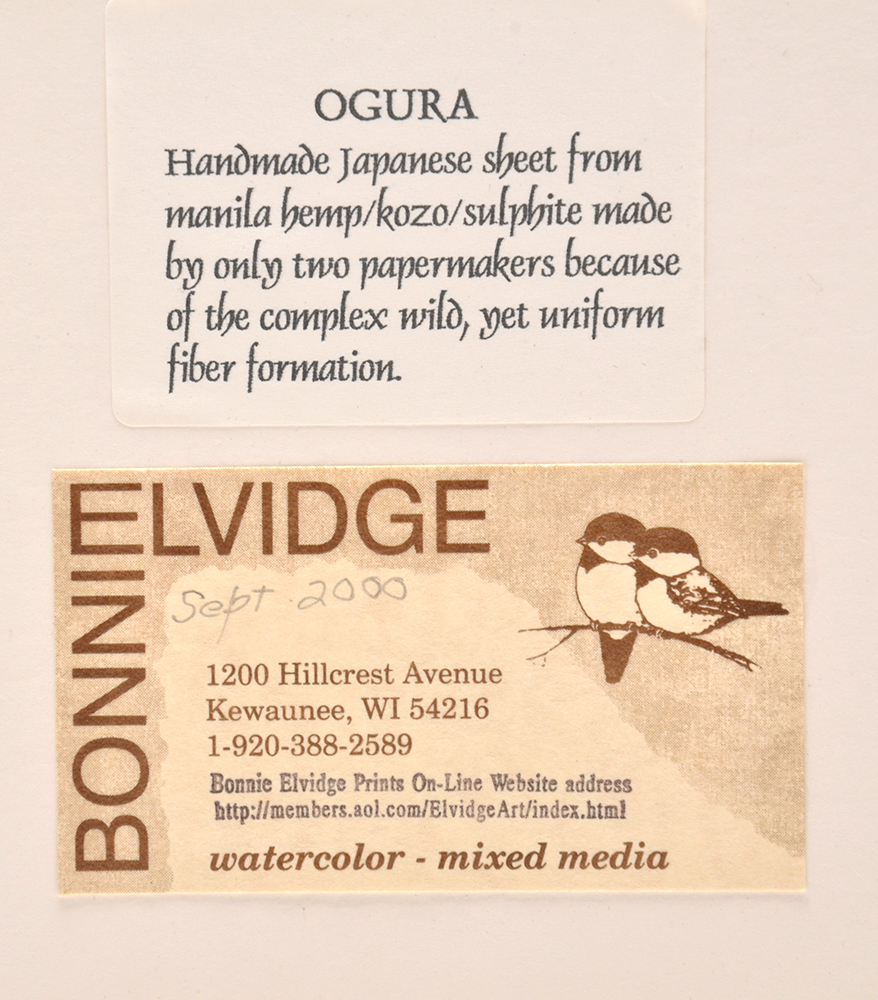 OGURA
Handmade Japanese sheet from
manila hemp/kozo/sulphite made
by only two papermakers because
of the complex wild, yet uniform
fiber formation.
BONNIE ELVIDGE
Sept 2000
1200 Hillcrest Avenue
Kewaunee, WI 54216
1-920-388-2589
Bonnie Elvidge Prints On-Line Website address
http://members.aol.com/ElvidgeArt/index.html
watercolor - mixed media